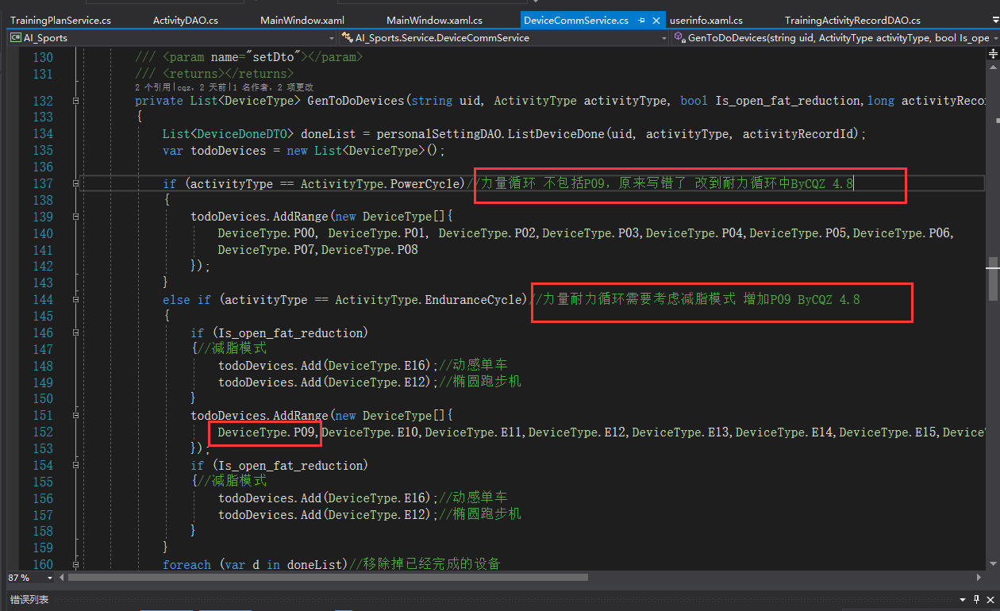 TrainingPlanService.cs ActivityDAO.cs MainWindow.xaml MainWindow.xaml.cs DeviceCommService.cs userinfo.xaml.cs TrainingActivityRecordDAO.cs
C# AI_Sports AI_Sports.Service.DeviceCommService GenToDoDevices(string uid, ActivityType activityType, bool Is_ope
130 /// <param name="setDto"></param>
131 /// <returns></returns>
2 个引用|cqz，2 天前|1 名作者，2 项更改
132 private List<DeviceType> GenToDoDevices(string uid, ActivityType activityType, bool Is_open_fat_reduction,long activityReco
133 {
134 List<DeviceDoneDTO> doneList = personalSettingDAO.ListDeviceDone(uid, activityType, activityRecordId);
135 var todoDevices = new List<DeviceType>();
136
137 if (activityType == ActivityType.PowerCycle)//力量循环 不包括P09，原来写错了 改到耐力循环中ByCQZ 4.8
138 {
139 todoDevices.AddRange(new DeviceType[]{
140 DeviceType.P00, DeviceType.P01, DeviceType.P02,DeviceType.P03,DeviceType.P04,DeviceType.P05,DeviceType.P06,
141 DeviceType.P07,DeviceType.P08
142 });
143 }
144 else if (activityType == ActivityType.EnduranceCycle)//力量耐力循环需要考虑减脂模式 增加P09 ByCQZ 4.8
145 {
146 if (Is_open_fat_reduction)
147 {//减脂模式
148 todoDevices.Add(DeviceType.E16);//动感单车
149 todoDevices.Add(DeviceType.E12);//椭圆跑步机
150 }
151 todoDevices.AddRange(new DeviceType[]{
152 DeviceType.P09,DeviceType.E10,DeviceType.E11,DeviceType.E12,DeviceType.E13,DeviceType.E14,DeviceType.E15,Device
153 });
154 if (Is_open_fat_reduction)
155 {//减脂模式
156 todoDevices.Add(DeviceType.E16);//动感单车
157 todoDevices.Add(DeviceType.E12);//椭圆跑步机
158 }
159 }
160 foreach (var d in doneList)//移除掉已经完成的设备
87 %
错误列表